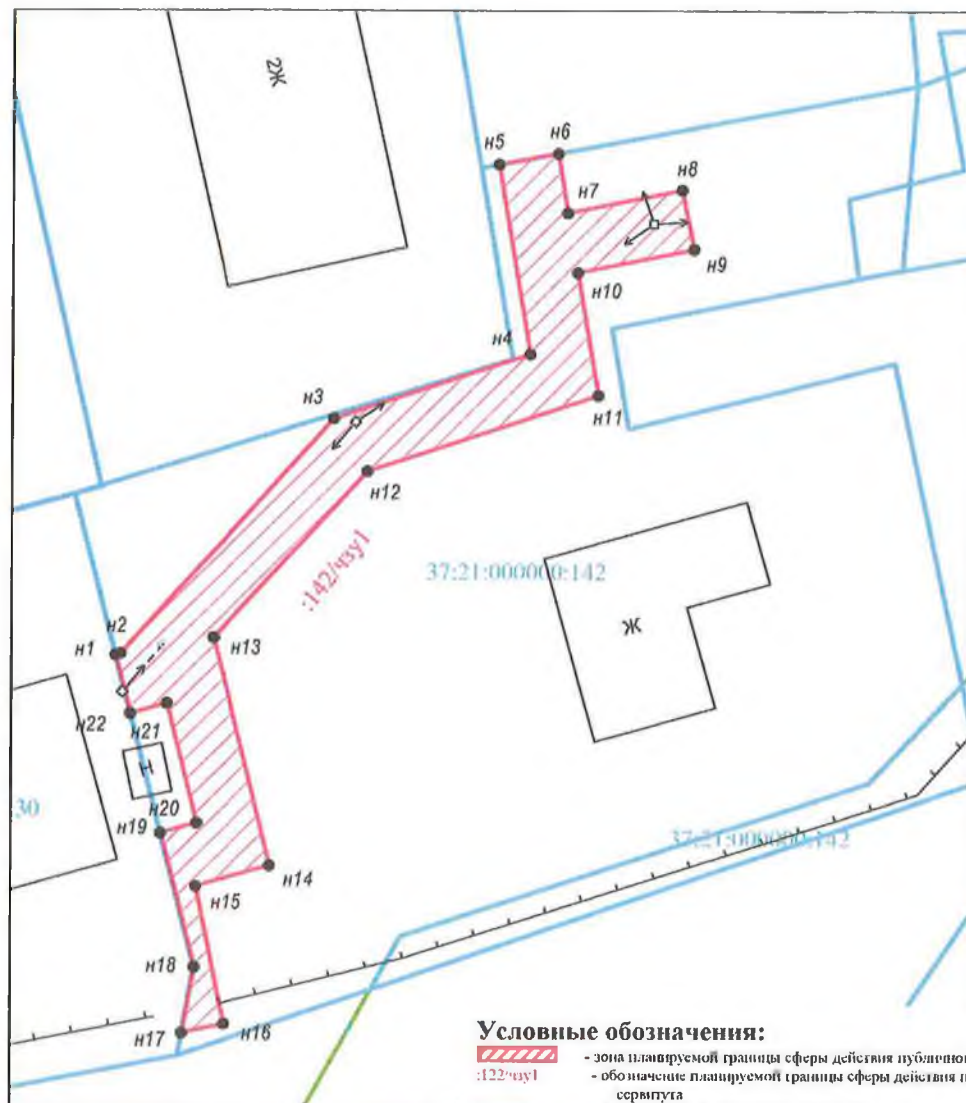 2Ж
н5
н6
н7
н8
н9
н10
н4
н3
н11
н12
:142/чзу1
37:21:000000:142
Ж
н2
н1
н13
н22
н21
Н
н20
:30
н19
37:21:000000:142
н14
н15
н18
н17
н16
Условные обозначения:
- зона планируемой границы сферы действия публичног
:122/чзу1
- обозначение планируемой границы сферы действия п
сервитута